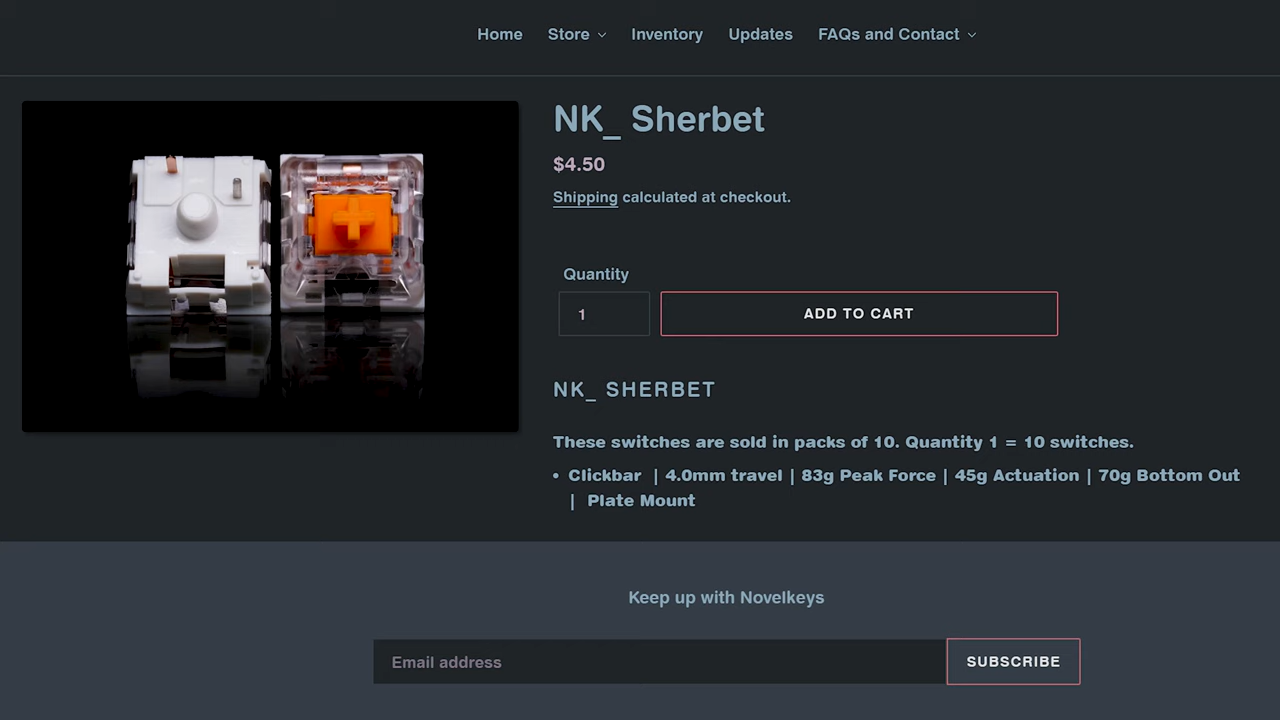 Home Store Inventory Updates FAQs and Contact
NK_ Sherbet
$4.50
Shipping calculated at checkout.
Quantity
1 ADD TO CART
NK_ SHERBET
These switches are sold in packs of 10. Quantity 1 = 10 switches.
• Clickbar | 4.0mm travel | 83g Peak Force | 45g Actuation | 70g Bottom Out
| Plate Mount
Keep up with Novelkeys
Email address SUBSCRIBE